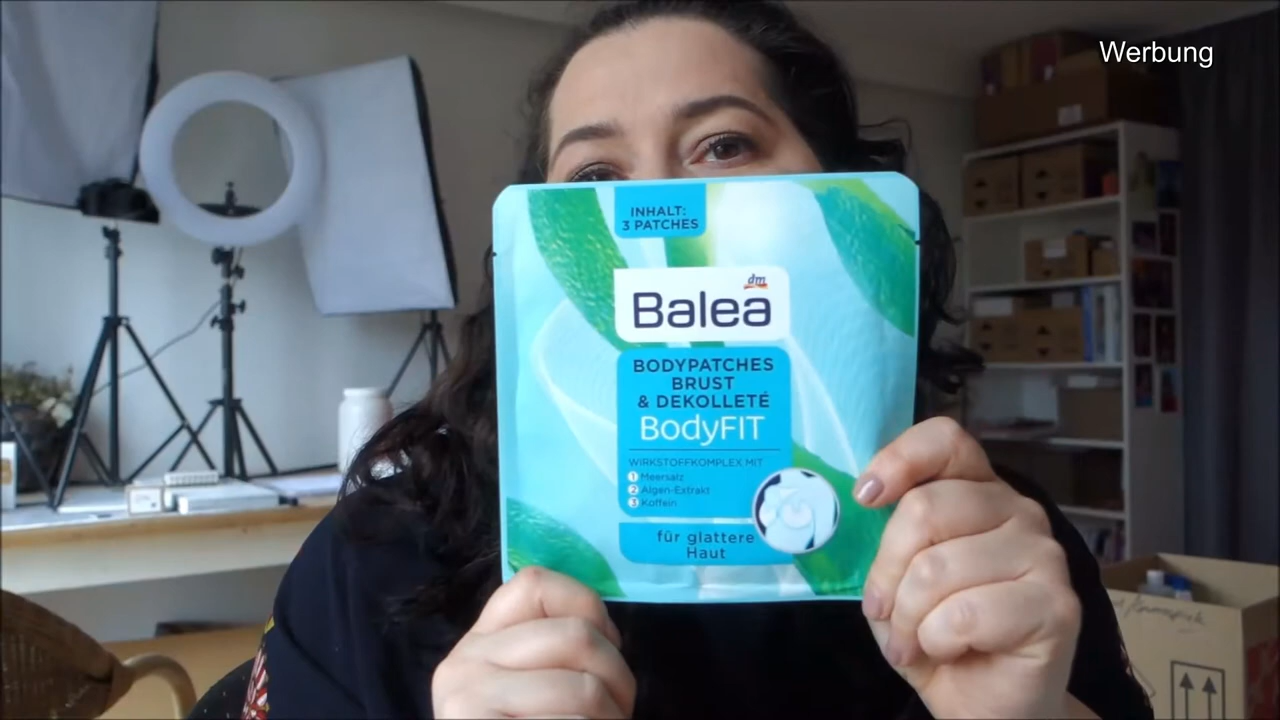 Werbung
INHALT:
3 PATCHES
dm
Balea
BODYPATCHES
BRUST
& DEKOLLETÉ
BodyFIT
WIRKSTOFFKOMPLEX MIT
1 Meersalz
2 Algen-Extrakt
3 Koffein
für glattere
Haut